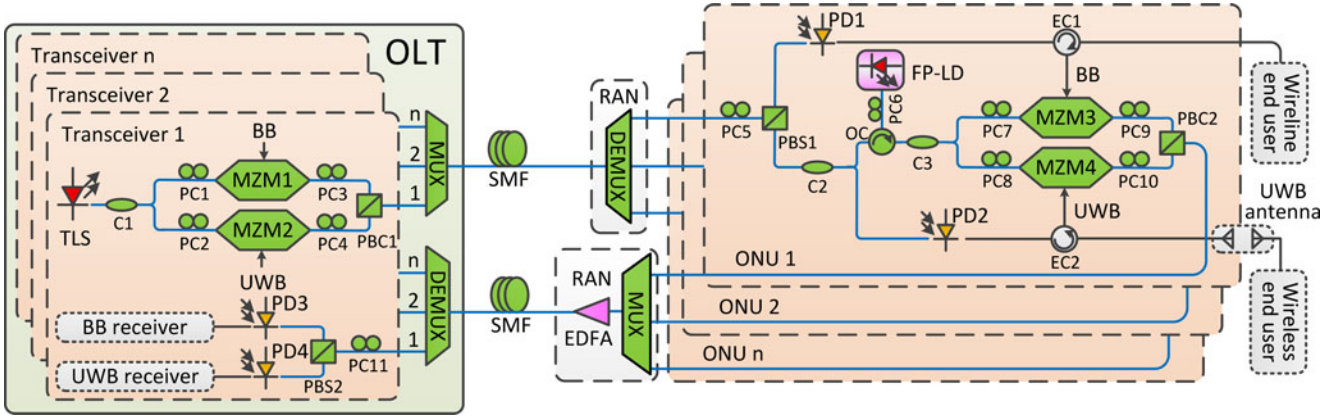 OLT
Transceiver n
Transceiver 2
Transceiver 1
BB
PC1
MZM1
PC3
TLS
C1
PC2
MZM2
PC4
PBC1
UWB
n
2
1
MUX
PD3
BB receiver
PD4
UWB receiver
PBS2
PC11
n
2
1
DEMUX
SMF
SMF
RAN
DEMUX
RAN
EDFA
MUX
PD1
EC1
FP-LD
BB
PC6
PC5
PBS1
OC
C2
C3
PC7
MZM3
PC9
PBC2
PC8
MZM4
PC10
PD2
UWB
EC2
ONU 1
ONU 2
ONU n
Wireline
end user
UWB
antenna
Wireless
end user